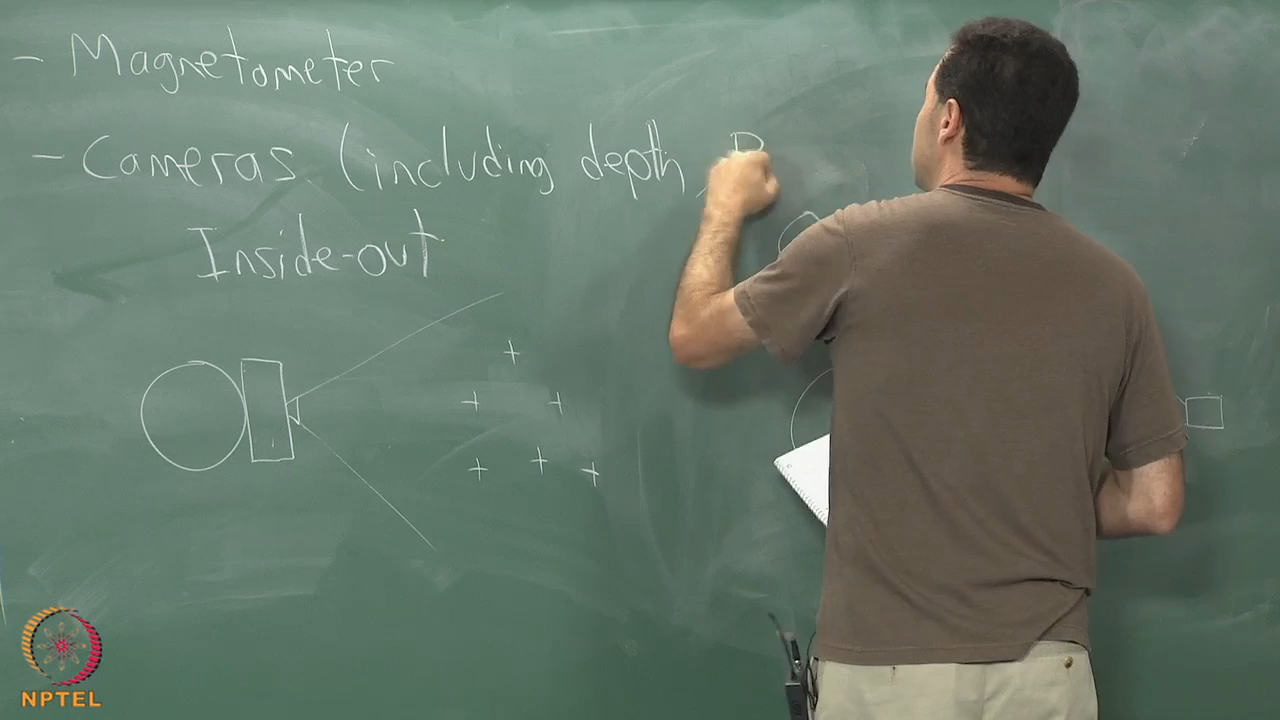 - Magnetometer
- Cameras (including depth,
Inside-out
NPTEL